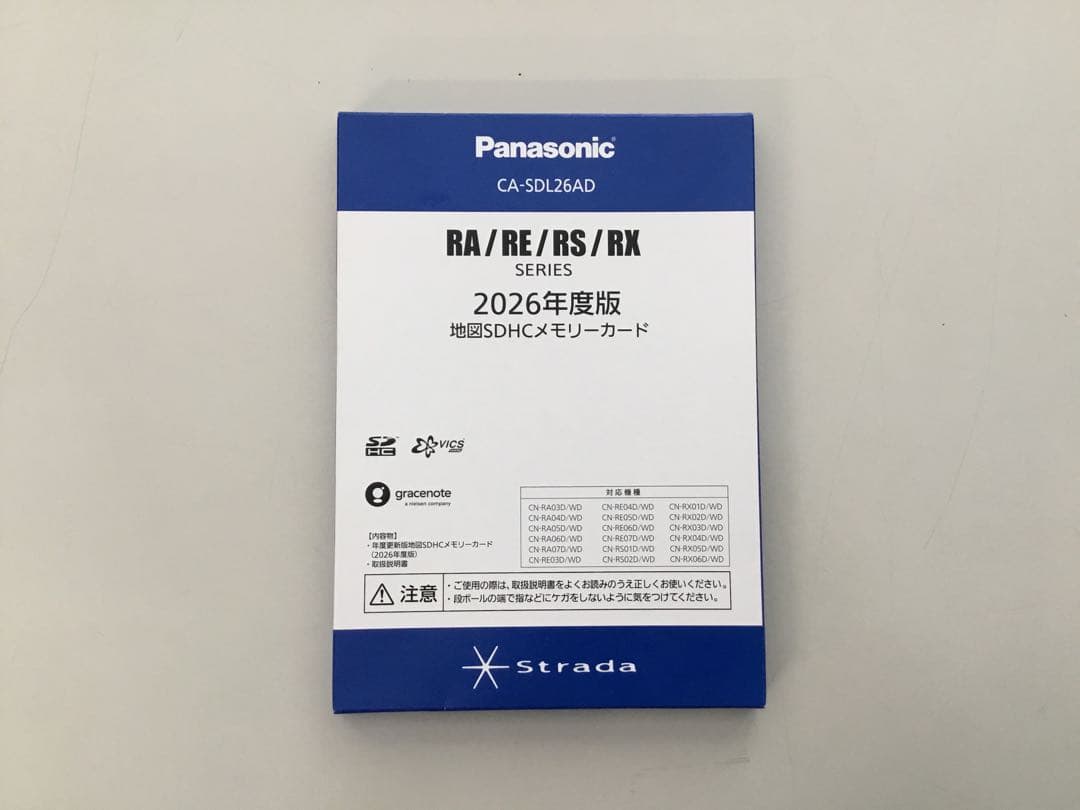 Panasonic
CA-SDL26AD
RA/RE/RS/RX
SERIES
2026年度版
地図SDHCメモリーカード
SD HC
VICS
gracenote
a nielsen company
【内容物】
・年度更新版地図SDHCメモリーカード
（2026年度版）
・取扱説明書
対応機種
CN-RA03D/WD CN-RE04D/WD CN-RX01D/WD
CN-RA04D/WD CN-RE05D/WD CN-RX02D/WD
CN-RA05D/WD CN-RE06D/WD CN-RX03D/WD
CN-RA06D/WD CN-RE07D/WD CN-RX04D/WD
CN-RA07D/WD CN-RS01D/WD CN-RX05D/WD
CN-RE03D/WD CN-RS02D/WD CN-RX06D/WD
注意
・ご使用の際は、取扱説明書をよくお読みのうえ正しくお使いください。
・段ボールの端で指などにケガをしないように気をつけてください。
Strada